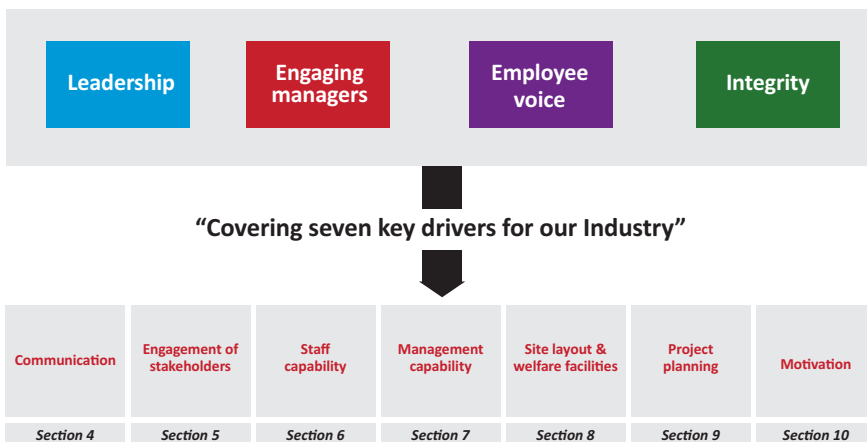 Leadership
Engaging
managers
Employee
voice
Integrity
“Covering seven key drivers for our Industry”
Communication
Engagement of
stakeholders
Staff
capability
Management
capability
Site layout &
welfare facilities
Project
planning
Motivation
Section 4
Section 5
Section 6
Section 7
Section 8
Section 9
Section 10